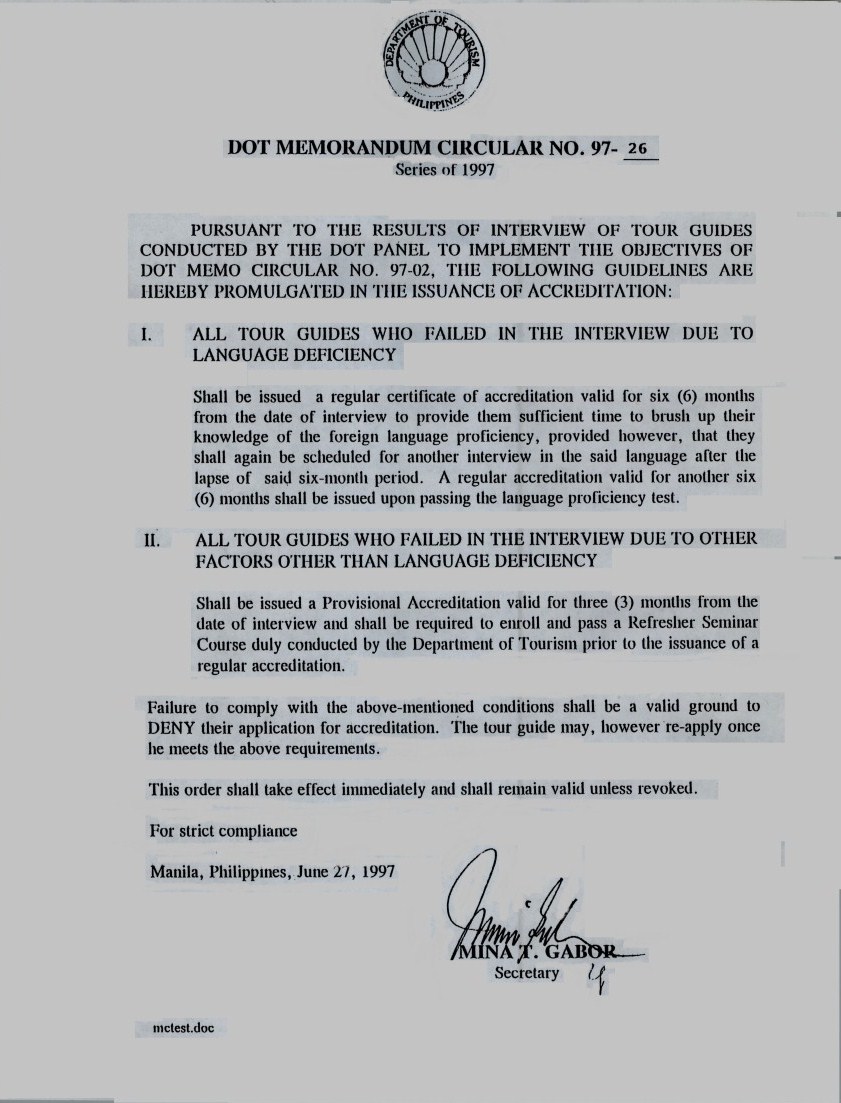 DEPARTMENT OF TOURISM
PHILIPPINES
DOT MEMORANDUM CIRCULAR NO. 97- 26
Series of 1997
PURSUANT TO THE RESULTS OF INTERVIEW OF TOUR GUIDES
CONDUCTED BY THE DOT PANEL TO IMPLEMENT THE OBJECTIVES OF
DOT MEMO CIRCULAR NO. 97-02, THE FOLLOWING GUIDELINES ARE
HEREBY PROMULGATED IN THE ISSUANCE OF ACCREDITATION:
I. ALL TOUR GUIDES WHO FAILED IN THE INTERVIEW DUE TO
LANGUAGE DEFICIENCY
Shall be issued a regular certificate of accreditation valid for six (6) months
from the date of interview to provide them sufficient time to brush up their
knowledge of the foreign language proficiency, provided however, that they
shall again be scheduled for another interview in the said language after the
lapse of said six-month period. A regular accreditation valid for another six
(6) months shall be issued upon passing the language proficiency test.
II. ALL TOUR GUIDES WHO FAILED IN THE INTERVIEW DUE TO OTHER
FACTORS OTHER THAN LANGUAGE DEFICIENCY
Shall be issued a Provisional Accreditation valid for three (3) months from the
date of interview and shall be required to enroll and pass a Refresher Seminar
Course duly conducted by the Department of Tourism prior to the issuance of a
regular accreditation.
Failure to comply with the above-mentioned conditions shall be a valid ground to
DENY their application for accreditation. The tour guide may, however re-apply once
he meets the above requirements.
This order shall take effect immediately and shall remain valid unless revoked.
For strict compliance
Manila, Philippines, June 27, 1997
MINA T. GABOR
Secretary
mctest.doc